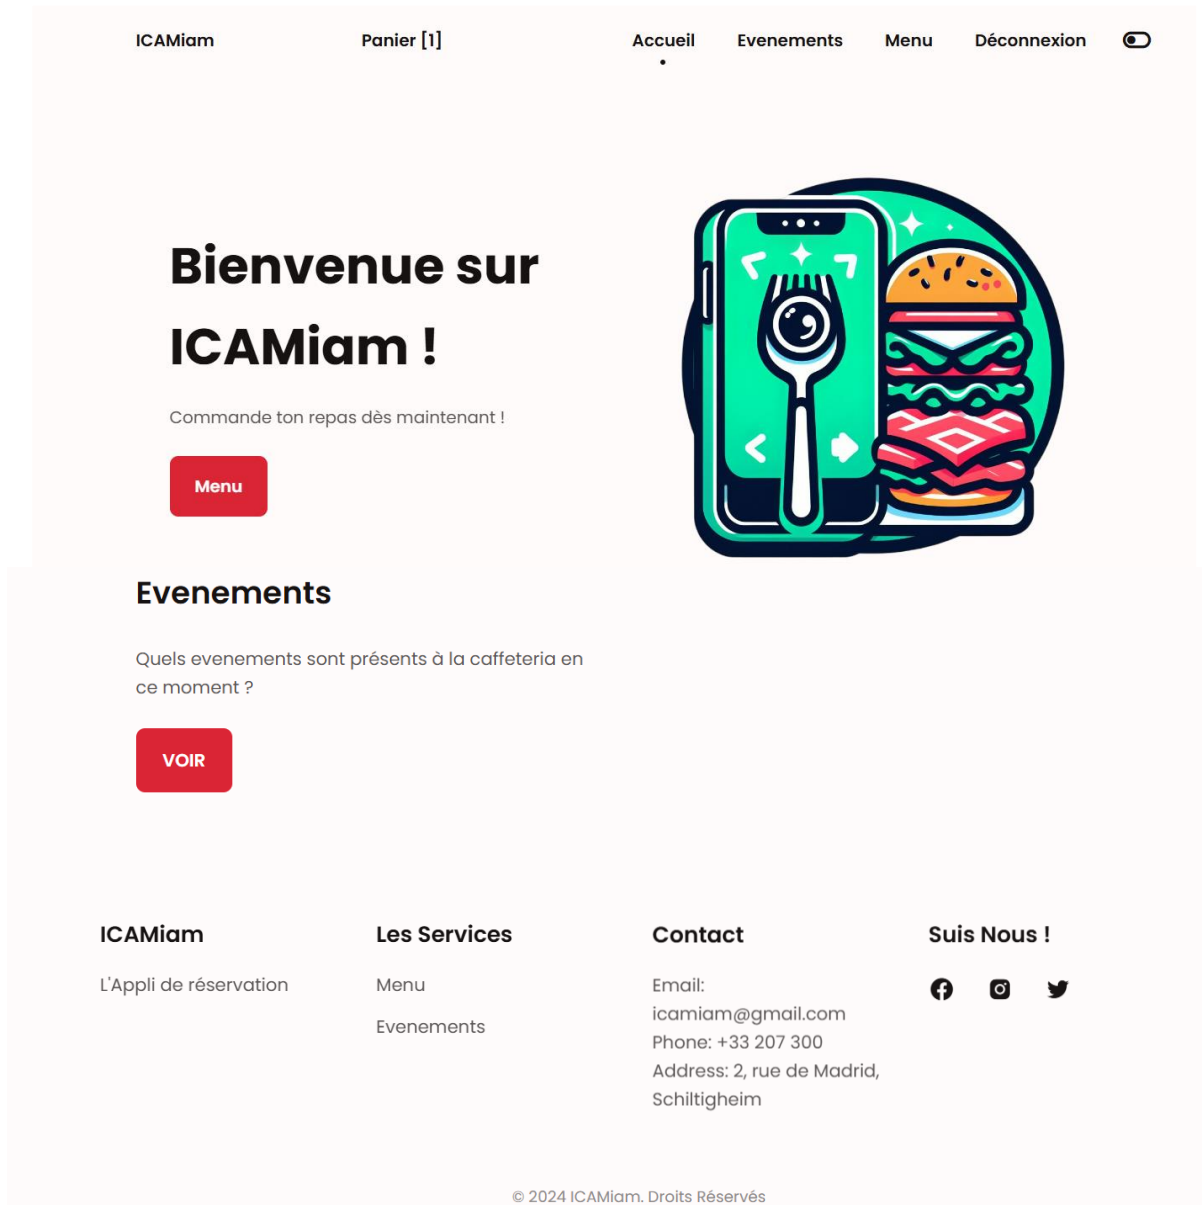 ICAMiam Panier [1] Accueil Evenements Menu Déconnexion
Bienvenue sur
ICAMiam !
Commande ton repas dès maintenant !
Menu
Evenements
Quels evenements sont présents à la caffeteria en
ce moment ?
VOIR
ICAMiam
L'Appli de réservation
Les Services
Menu
Evenements
Contact
Email:
icamiam@gmail.com
Phone: +33 207 300
Address: 2, rue de Madrid,
Schiltigheim
Suis Nous !
© 2024 ICAMiam. Droits Réservés